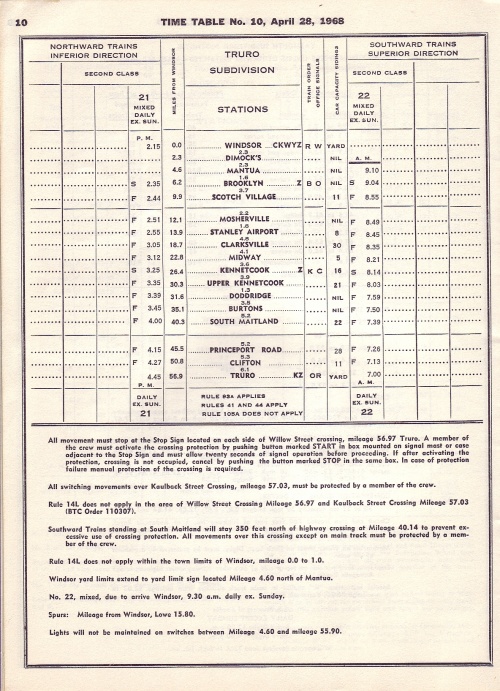 10 TIME TABLE No. 10, April 28, 1968
NORTHWARD TRAINS INFERIOR DIRECTION
MILES FROM WINDSOR
TRURO SUBDIVISION
TRAIN ORDER OFFICE SIGNALS
CAR CAPACITY SIDINGS
SOUTHWARD TRAINS SUPERIOR DIRECTION
SECOND CLASS
SECOND CLASS
21 MIXED DAILY EX. SUN.
STATIONS
22 MIXED DAILY EX. SUN.
P. M.
2.15 0.0 WINDSOR CKWYZ R W YARD
2.3
2.3 DIMOCK'S NIL A. M.
2.3
4.6 MANTUA NIL 9.10
1.6
S 2.35 6.2 BROOKLYN Z B O NIL S 9.04
3.7
F 2.44 9.9 SCOTCH VILLAGE 11 F 8.55
2.2
F 2.51 12.1 MOSHERVILLE NIL F 8.49
1.8
F 2.55 13.9 STANLEY AIRPORT 8 F 8.45
4.8
F 3.05 18.7 CLARKSVILLE 30 F 8.35
4.1
F 3.12 22.8 MIDWAY 5 F 8.21
3.6
S 3.25 26.4 KENNETCOOK Z K C 16 S 8.14
3.9
F 3.35 30.3 UPPER KENNETCOOK 21 F 8.03
1.3
F 3.39 31.6 DODDRIDGE NIL F 7.59
3.5
F 3.45 35.1 BURTONS NIL F 7.50
5.2
F 4.00 40.3 SOUTH MAITLAND 22 F 7.39
5.2
F 4.15 45.5 PRINCEPORT ROAD 28 F 7.26
5.3
F 4.27 50.8 CLIFTON 11 F 7.13
6.1
4.45 56.9 TRURO KZ OR YARD 7.00
P. M. A. M.
DAILY EX. SUN. 21
RULE 93A APPLIES
RULES 41 AND 44 APPLY
RULE 105A DOES NOT APPLY
DAILY EX. SUN. 22
All movement must stop at the Stop Sign located on each side of Willow Street crossing, mileage 56.97 Truro. A member of
the crew must activate the crossing protection by pushing button marked START in box mounted on signal mast or case
adjacent to the Stop Sign and must allow twenty seconds of signal operation before proceeding. If after activating the
protection, crossing is not occupied, cancel by pushing the button marked STOP in the same box. In case of protection
failure manual protection of the crossing is required.
All switching movements over Kaulback Street Crossing, mileage 57.03, must be protected by a member of the crew.
Rule 14L does not apply in the area of Willow Street Crossing Mileage 56.97 and Kaulback Street Crossing Mileage 57.03
(BTC Order 110307).
Southward Trains standing at South Maitland will stay 350 feet north of highway crossing at Mileage 40.14 to prevent ex-
cessive use of crossing protection. All movements over this crossing except on main track must be protected by a mem-
ber of the crew.
Rule 14L does not apply within the town limits of Windsor, mileage 0.0 to 1.0.
Windsor yard limits extend to yard limit sign located Mileage 4.60 north of Mantua.
No. 22, mixed, due to arrive Windsor, 9.30 a.m. daily ex. Sunday.
Spurs: Mileage from Windsor, Lowe 15.80.
Lights will not be maintained on switches between Mileage 4.60 and mileage 55.90.